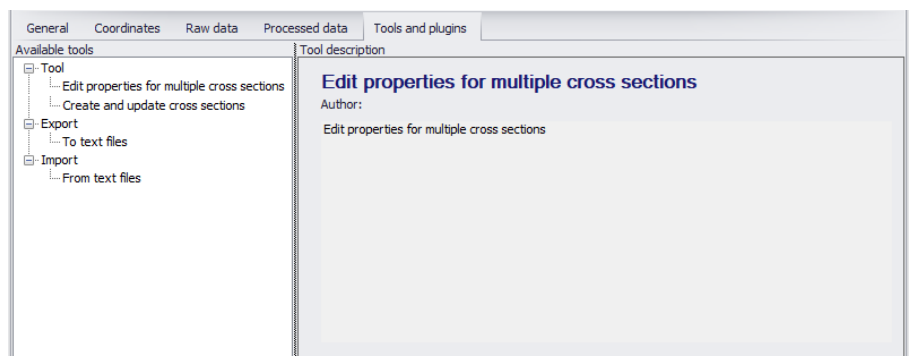 General Coordinates Raw data Processed data Tools and plugins
Available tools
Tool
Edit properties for multiple cross sections
Create and update cross sections
Export
To text files
Import
From text files
Tool description
Edit properties for multiple cross sections
Author:
Edit properties for multiple cross sections